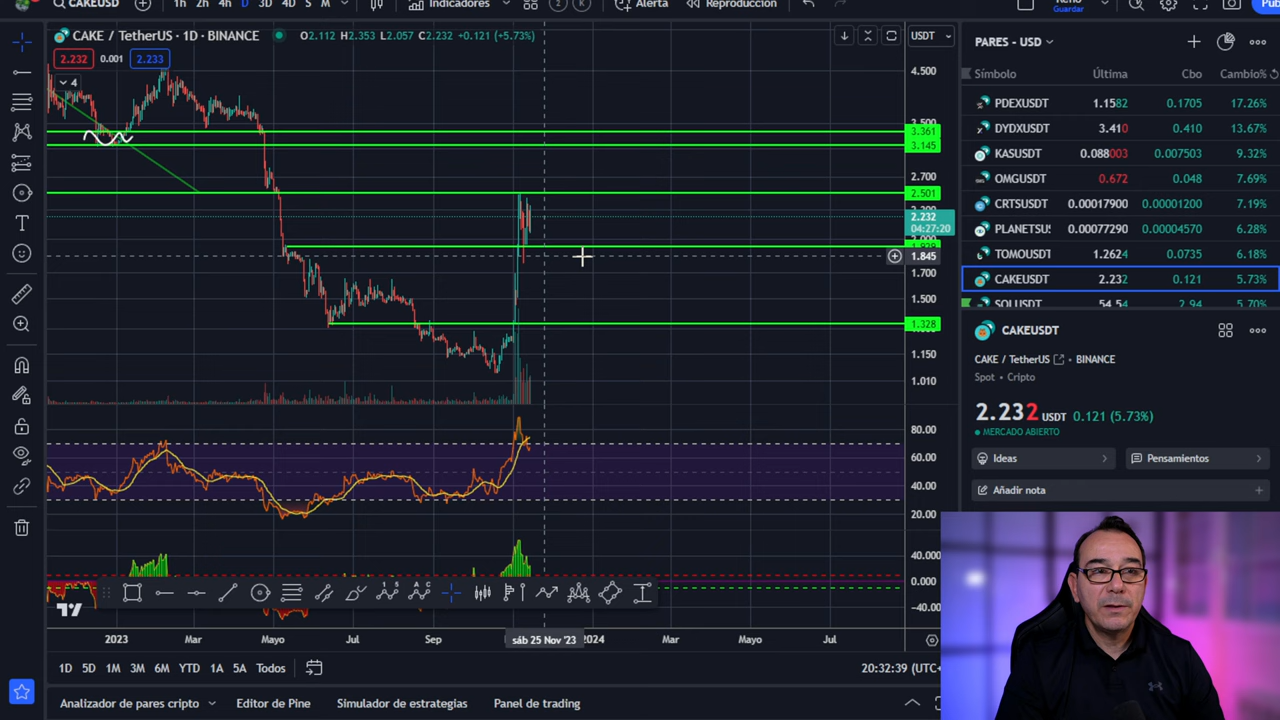 CAKEUSD
1h 2h 4h D 3D 4D S M
Indicadores
Alerta
Reproducción
Guardar
CAKE / TetherUS · 1D · BINANCE
O2.112 H2.353 L2.057 C2.232 +0.121 (+5.73%)
USDT
2.232 0.001 2.233
4
4.500
3.361
3.145
2.700
2.501
2.232
04:27:20
1.845
1.700
1.500
1.328
1.150
1.010
80.00
60.00
40.00
20.00
40.000
0.000
−40.00
2023 Mar Mayo Jul Sep sáb 25 Nov '23 2024 Mar Mayo Jul
1D 5D 1M 3M 6M YTD 1A 5A Todos
20:32:39 (UTC
Analizador de pares cripto Editor de Pine Simulador de estrategias Panel de trading
PARES - USD
Símbolo Última Cbo Cambio%
PDEXUSDT 1.1582 0.1705 17.26%
DYDXUSDT 3.410 0.410 13.67%
KASUSDT 0.088003 0.007503 9.32%
OMGUSDT 0.672 0.048 7.69%
CRTSUSDT 0.00017900 0.00001200 7.19%
PLANETSU 0.00077290 0.00004570 6.28%
TOMOUSDT 1.2624 0.0735 6.18%
CAKEUSDT 2.232 0.121 5.73%
SOLUSDT 54.54 2.94 5.70%
CAKEUSDT
CAKE / TetherUS • BINANCE
Spot • Cripto
2.232 USDT 0.121 (5.73%)
MERCADO ABIERTO
Ideas
Pensamientos
Añadir nota